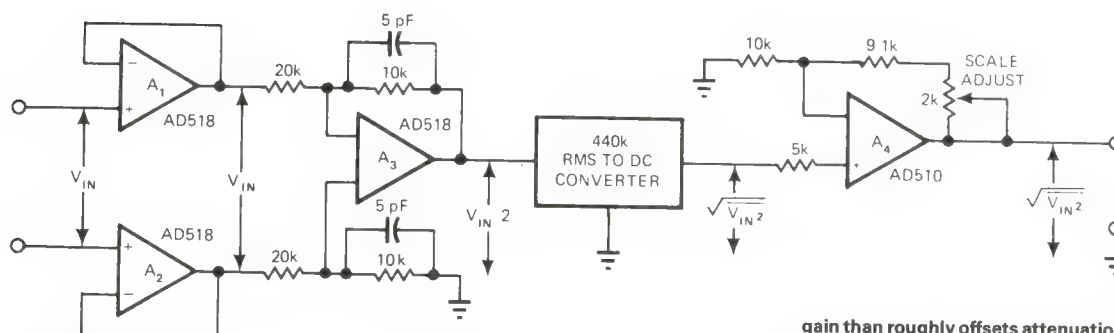 5 pF
20k
10k
A1
AD518
AD518
A3
VIN
VIN
AD518
A2
20k
5 pF
10k
VIN 2
440k
RMS TO DC
CONVERTER
√VIN2
10k
9 1k
SCALE
ADJUST
2k
5k
A4
AD510
√VIN2
gain than roughly offsets attenuatio